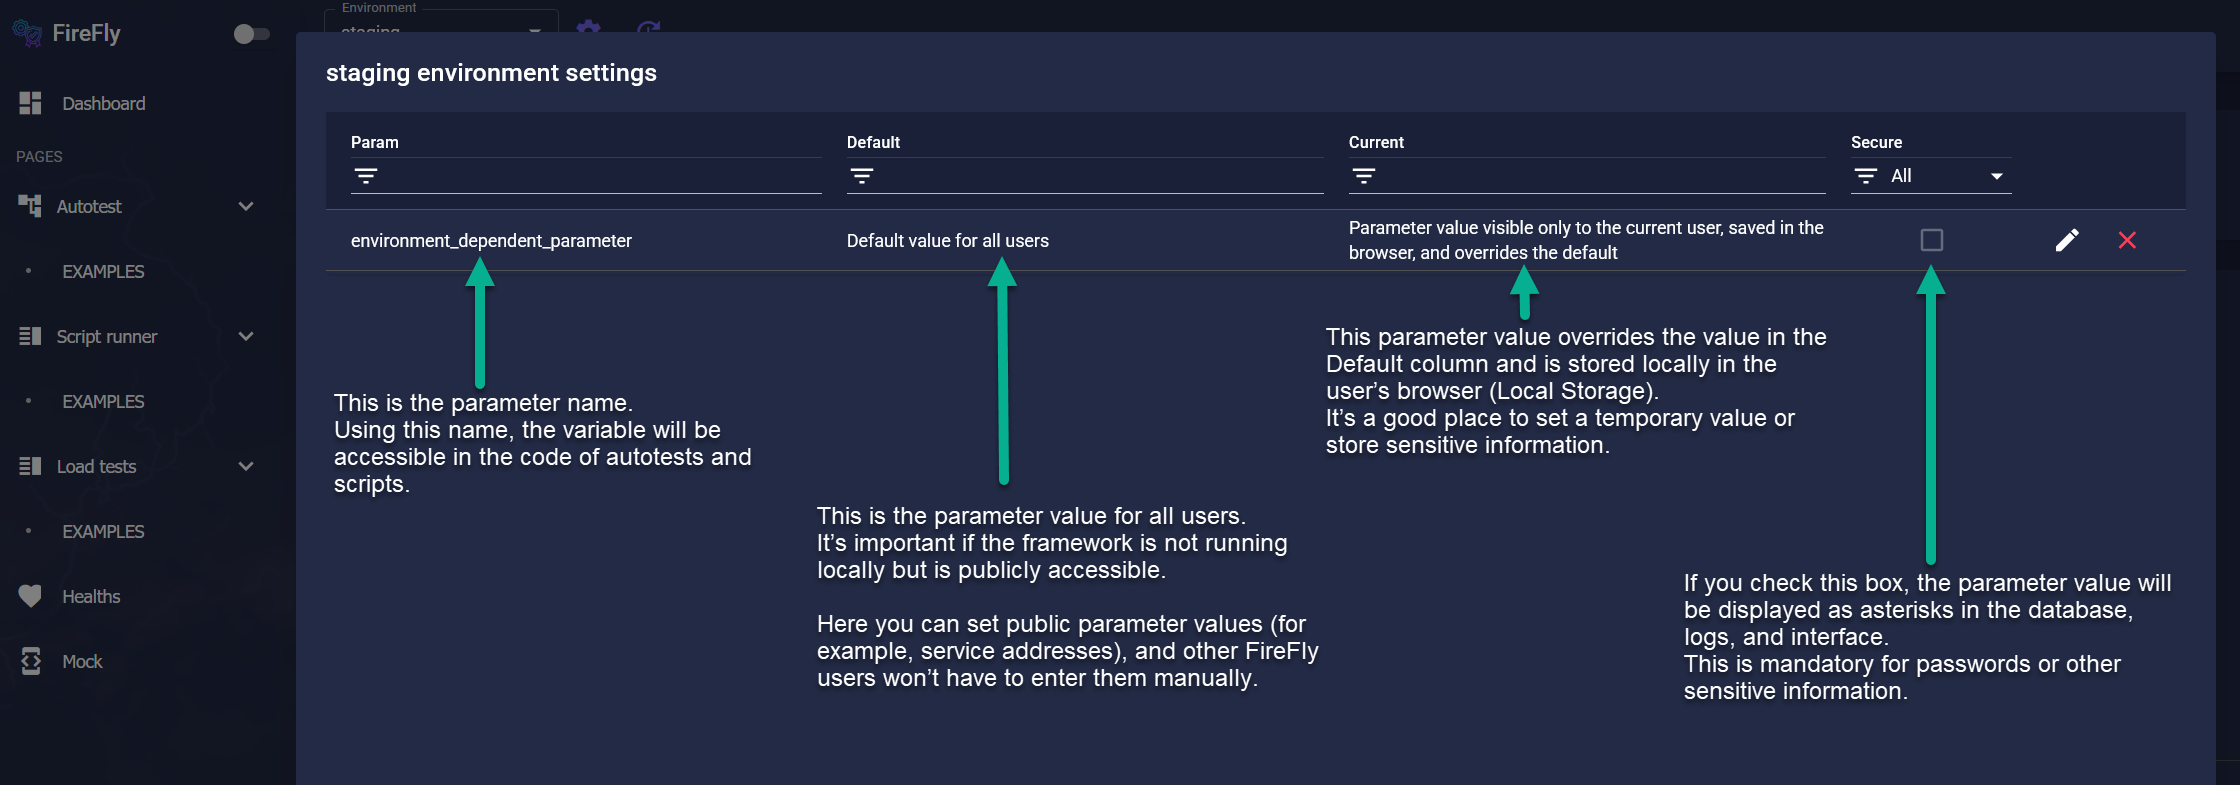 FireFly
Environment
staging
Dashboard
PAGES
Autotest
EXAMPLES
Script runner
EXAMPLES
Load tests
EXAMPLES
Healths
Mock
staging environment settings
Param
Default
Current
Secure
All
environment_dependent_parameter
Default value for all users
Parameter value visible only to the current user, saved in the
browser, and overrides the default
This is the parameter name.
Using this name, the variable will be
accessible in the code of autotests and
scripts.
This is the parameter value for all users.
It's important if the framework is not running
locally but is publicly accessible.
Here you can set public parameter values (for
example, service addresses), and other FireFly
users won't have to enter them manually.
This parameter value overrides the value in the
Default column and is stored locally in the
user's browser (Local Storage).
It's a good place to set a temporary value or
store sensitive information.
If you check this box, the parameter value will
be displayed as asterisks in the database,
logs, and interface.
This is mandatory for passwords or other
sensitive information.